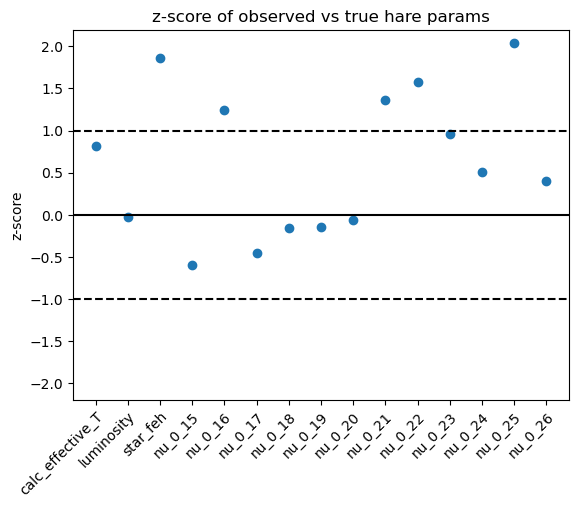 z-score of observed vs true hare params
z-score
2.0
1.5
1.0
0.5
0.0
−0.5
−1.0
−1.5
−2.0
calc_effective_T
luminosity
star_feh
nu_0_15
nu_0_16
nu_0_17
nu_0_18
nu_0_19
nu_0_20
nu_0_21
nu_0_22
nu_0_23
nu_0_24
nu_0_25
nu_0_26